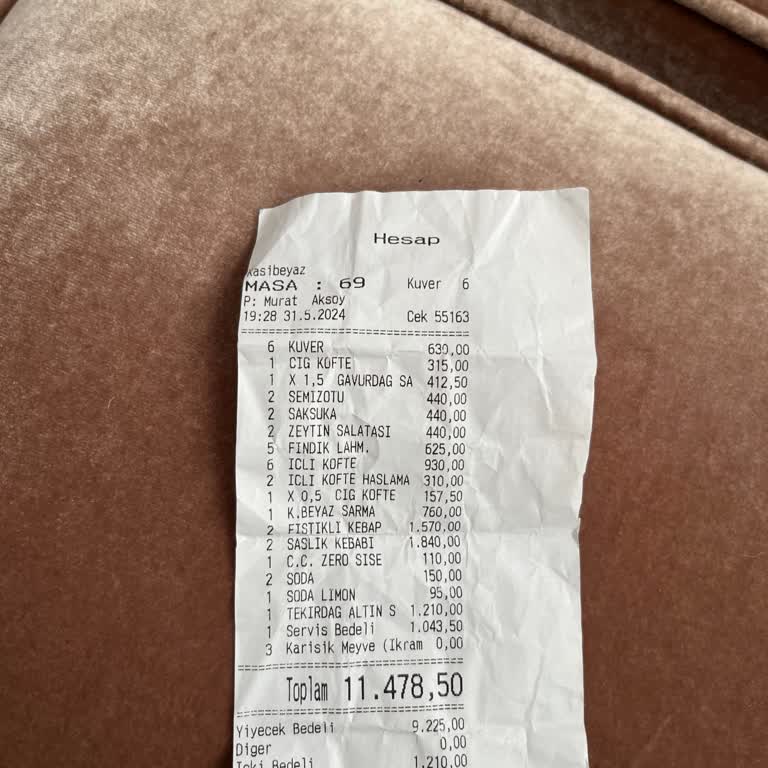 Hesap
kasibeyaz
MASA : 69 Kuver 6
P: Murat Aksoy
19:28 31.5.2024 Cek 55163
6 KUVER 630,00
1 CIG KOFTE 315,00
1 X 1,5 GAVURDAG SA 412,50
2 SEMIZOTU 440,00
2 SAKSUKA 440,00
2 ZEYTIN SALATASI 440,00
5 FINDIK LAHM. 625,00
6 ICLI KOFTE 930,00
2 ICLI KOFTE HASLAMA 310,00
1 X 0,5 CIG KOFTE 157,50
1 K.BEYAZ SARMA 760,00
2 FISTIKLI KEBAP 1.570,00
2 SASLIK KEBABI 1.840,00
1 C.C. ZERO SISE 110,00
2 SODA 150,00
1 SODA LIMON 95,00
1 TEKIRDAG ALTIN S 1.210,00
1 Servis Bedeli 1.043,50
3 Karisik Meyve (Ikram 0,00
Toplam 11.478,50
Yiyecek Bedeli 9.225,00
Diger 0,00
Icki Bedeli 1.210,00